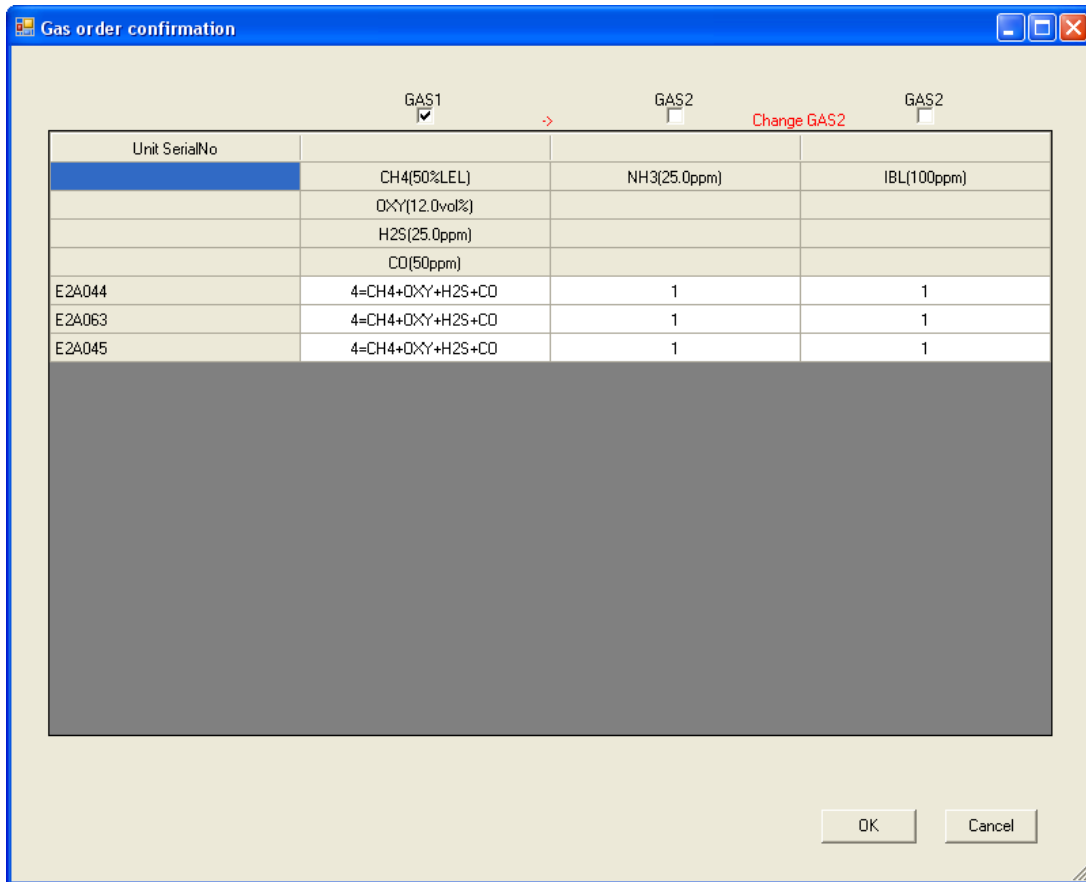 Gas order confirmation
GAS1 GAS2 GAS2
-> Change GAS2
Unit SerialNo
CH4(50%LEL) NH3(25.0ppm) IBL(100ppm)
OXY(12.0vol%)
H2S(25.0ppm)
CO(50ppm)
E2A044 4=CH4+OXY+H2S+CO 1 1
E2A063 4=CH4+OXY+H2S+CO 1 1
E2A045 4=CH4+OXY+H2S+CO 1 1
OK Cancel